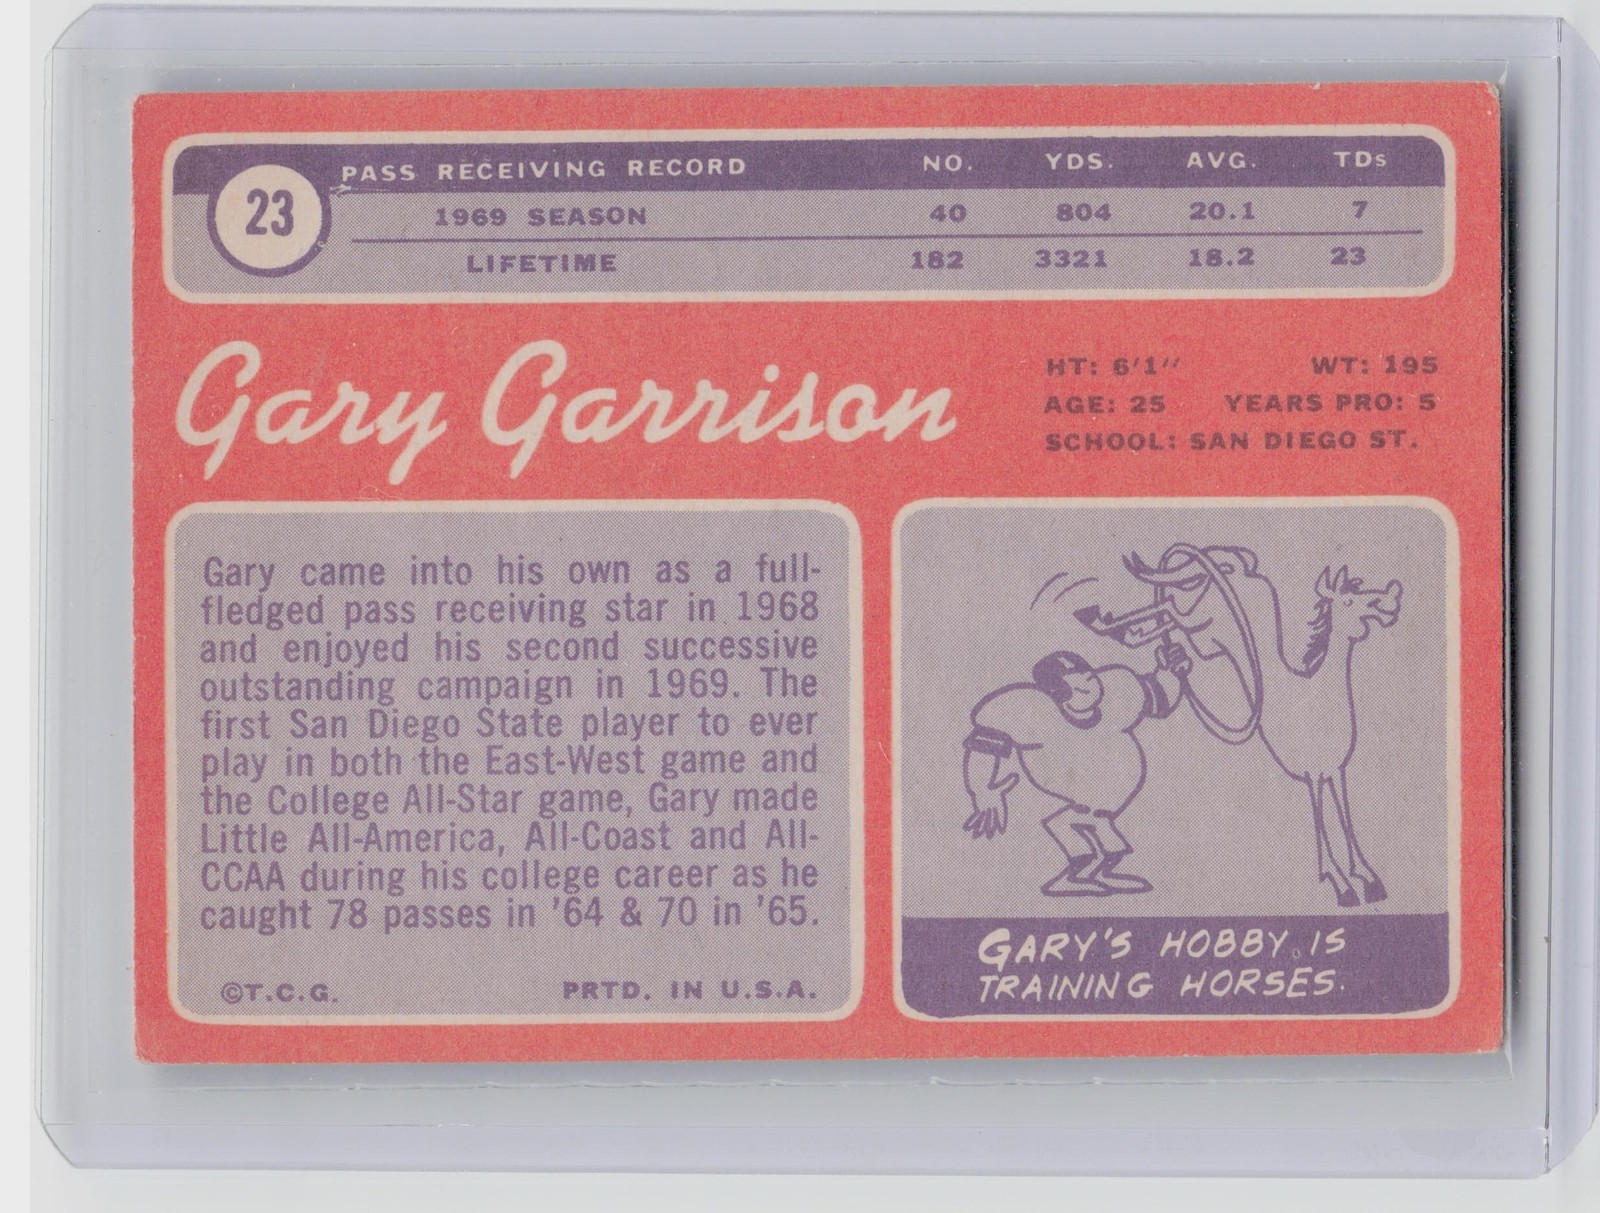 PASS RECEIVING RECORD NO. YDS. AVG. TDs
23
1969 SEASON 40 804 20.1 7
LIFETIME 182 3321 18.2 23
Gary Garrison
HT: 6'1" WT: 195
AGE: 25 YEARS PRO: 5
SCHOOL: SAN DIEGO ST.
Gary came into his own as a full-
fledged pass receiving star in 1968
and enjoyed his second successive
outstanding campaign in 1969. The
first San Diego State player to ever
play in both the East-West game and
the College All-Star game, Gary made
Little All-America, All-Coast and All-
CCAA during his college career as he
caught 78 passes in '64 & 70 in '65.
©T.C.G. PRTD. IN U.S.A.
GARY'S HOBBY IS
TRAINING HORSES.